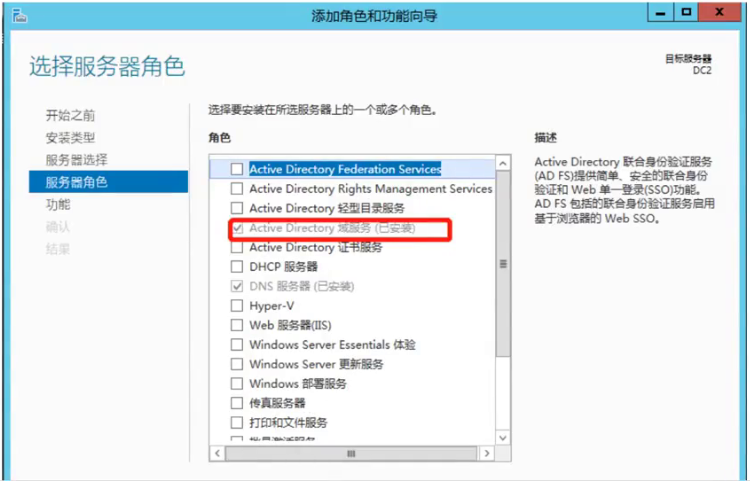 添加角色和功能向导
选择服务器角色
目标服务器
DC2
开始之前
安装类型
服务器选择
服务器角色
功能
确认
结果
选择要安装在所选服务器上的一个或多个角色。
角色
Active Directory Federation Services
Active Directory Rights Management Services
Active Directory 轻型目录服务
Active Directory 域服务 (已安装)
Active Directory 证书服务
DHCP 服务器
DNS 服务器 (已安装)
Hyper-V
Web 服务器(IIS)
Windows Server Essentials 体验
Windows Server 更新服务
Windows 部署服务
传真服务器
打印和文件服务
批量激活服务
描述
Active Directory 联合身份验证服务
(AD FS)提供简单、安全的联合身份
验证和 Web 单一登录(SSO)功能。
AD FS 包括的联合身份验证服务启用
基于浏览器的 Web SSO。